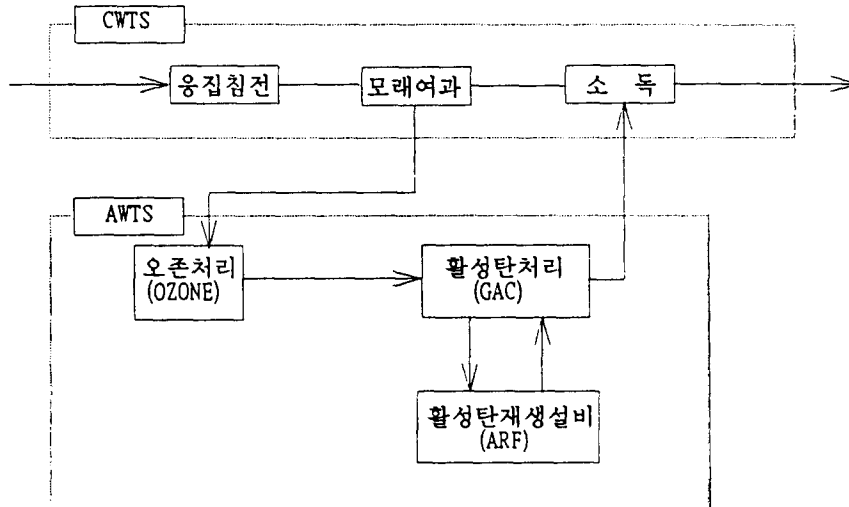 CWTS
응집침전
모래여과
소 독
AWTS
오존처리
(OZONE)
활성탄처리
(GAC)
활성탄재생설비
(ARF)